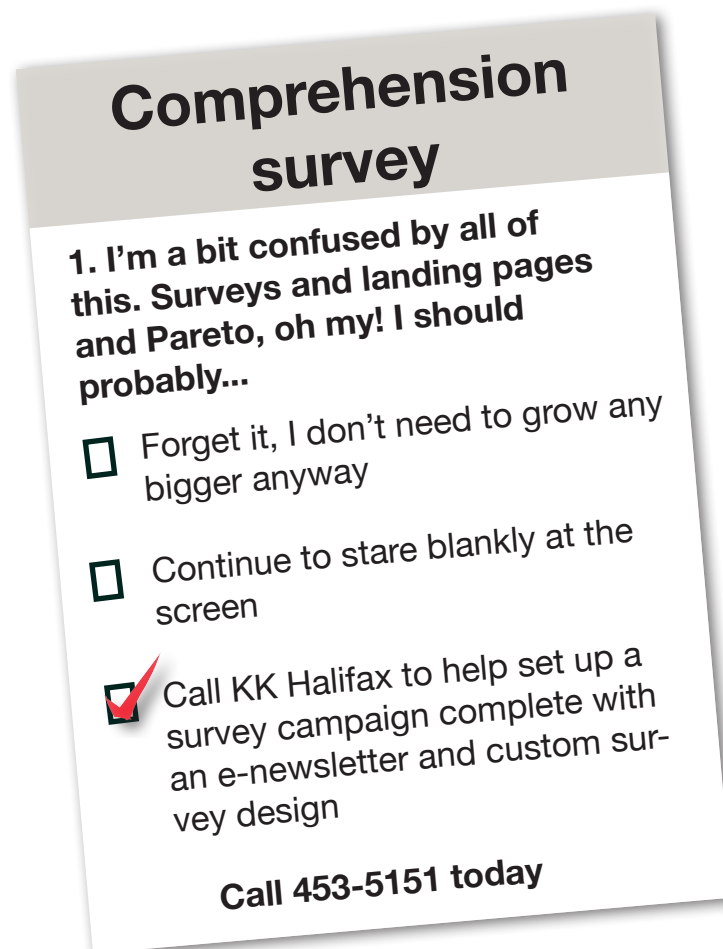 Comprehension
survey
1. I’m a bit confused by all of
this. Surveys and landing pages
and Pareto, oh my! I should
probably...
Forget it, I don’t need to grow any
bigger anyway
Continue to stare blankly at the
screen
Call KK Halifax to help set up a
survey campaign complete with
an e-newsletter and custom sur-
vey design
Call 453-5151 today